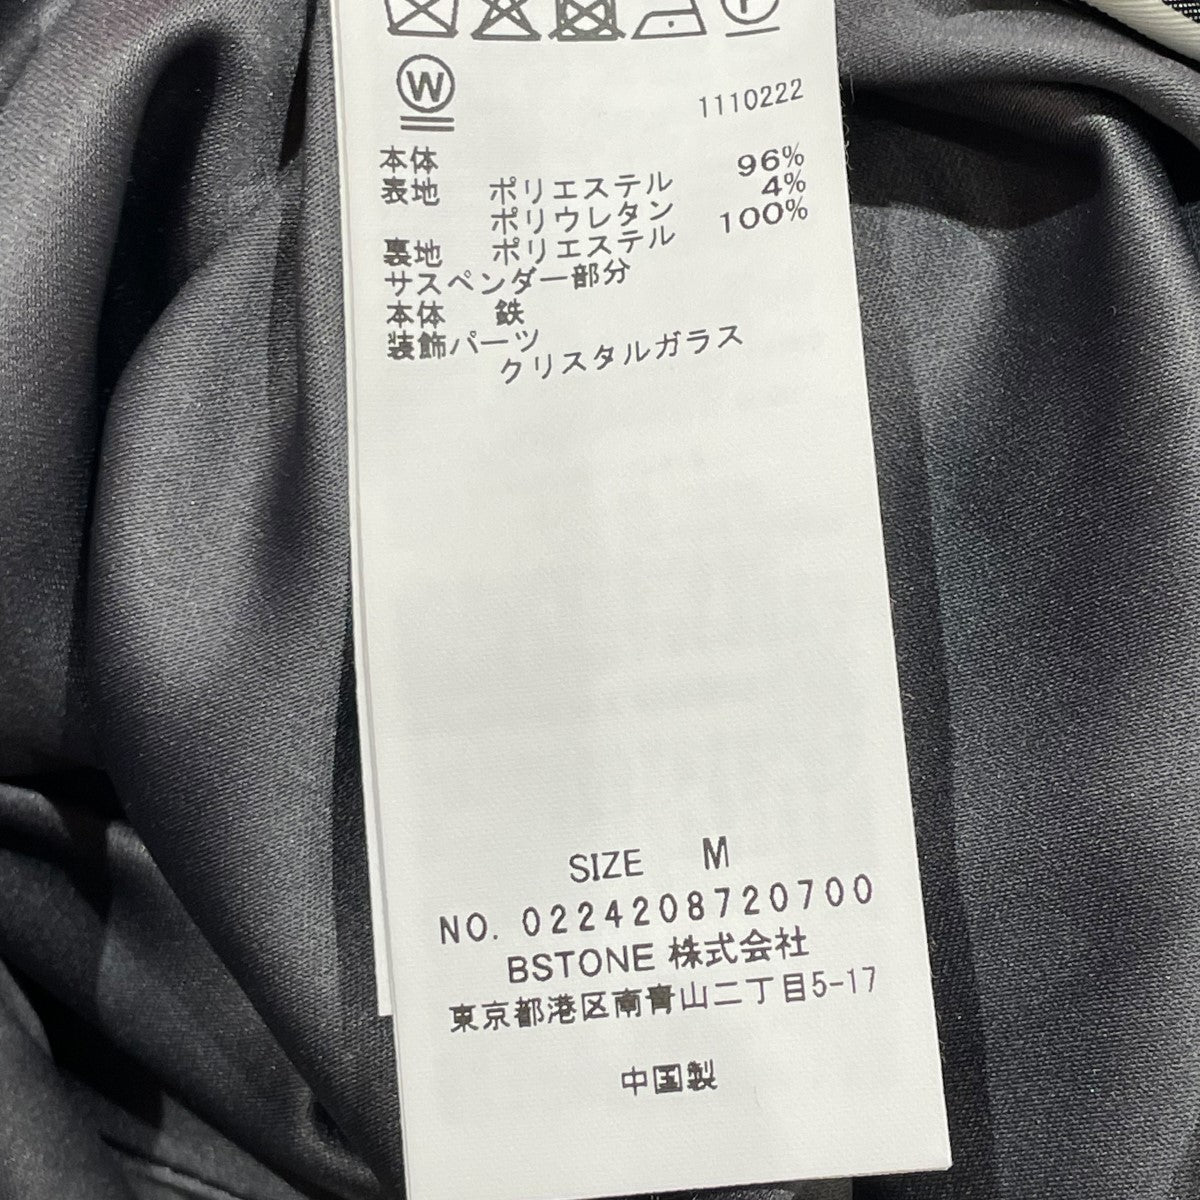 W
1110222
本体
表地 ポリエステル 96%
ポリウレタン 4%
裏地 ポリエステル 100%
サスペンダー部分
本体 鉄
装飾パーツ
クリスタルガラス
SIZE M
NO. 0224208720700
BSTONE 株式会社
東京都港区南青山二丁目5-17
中国製